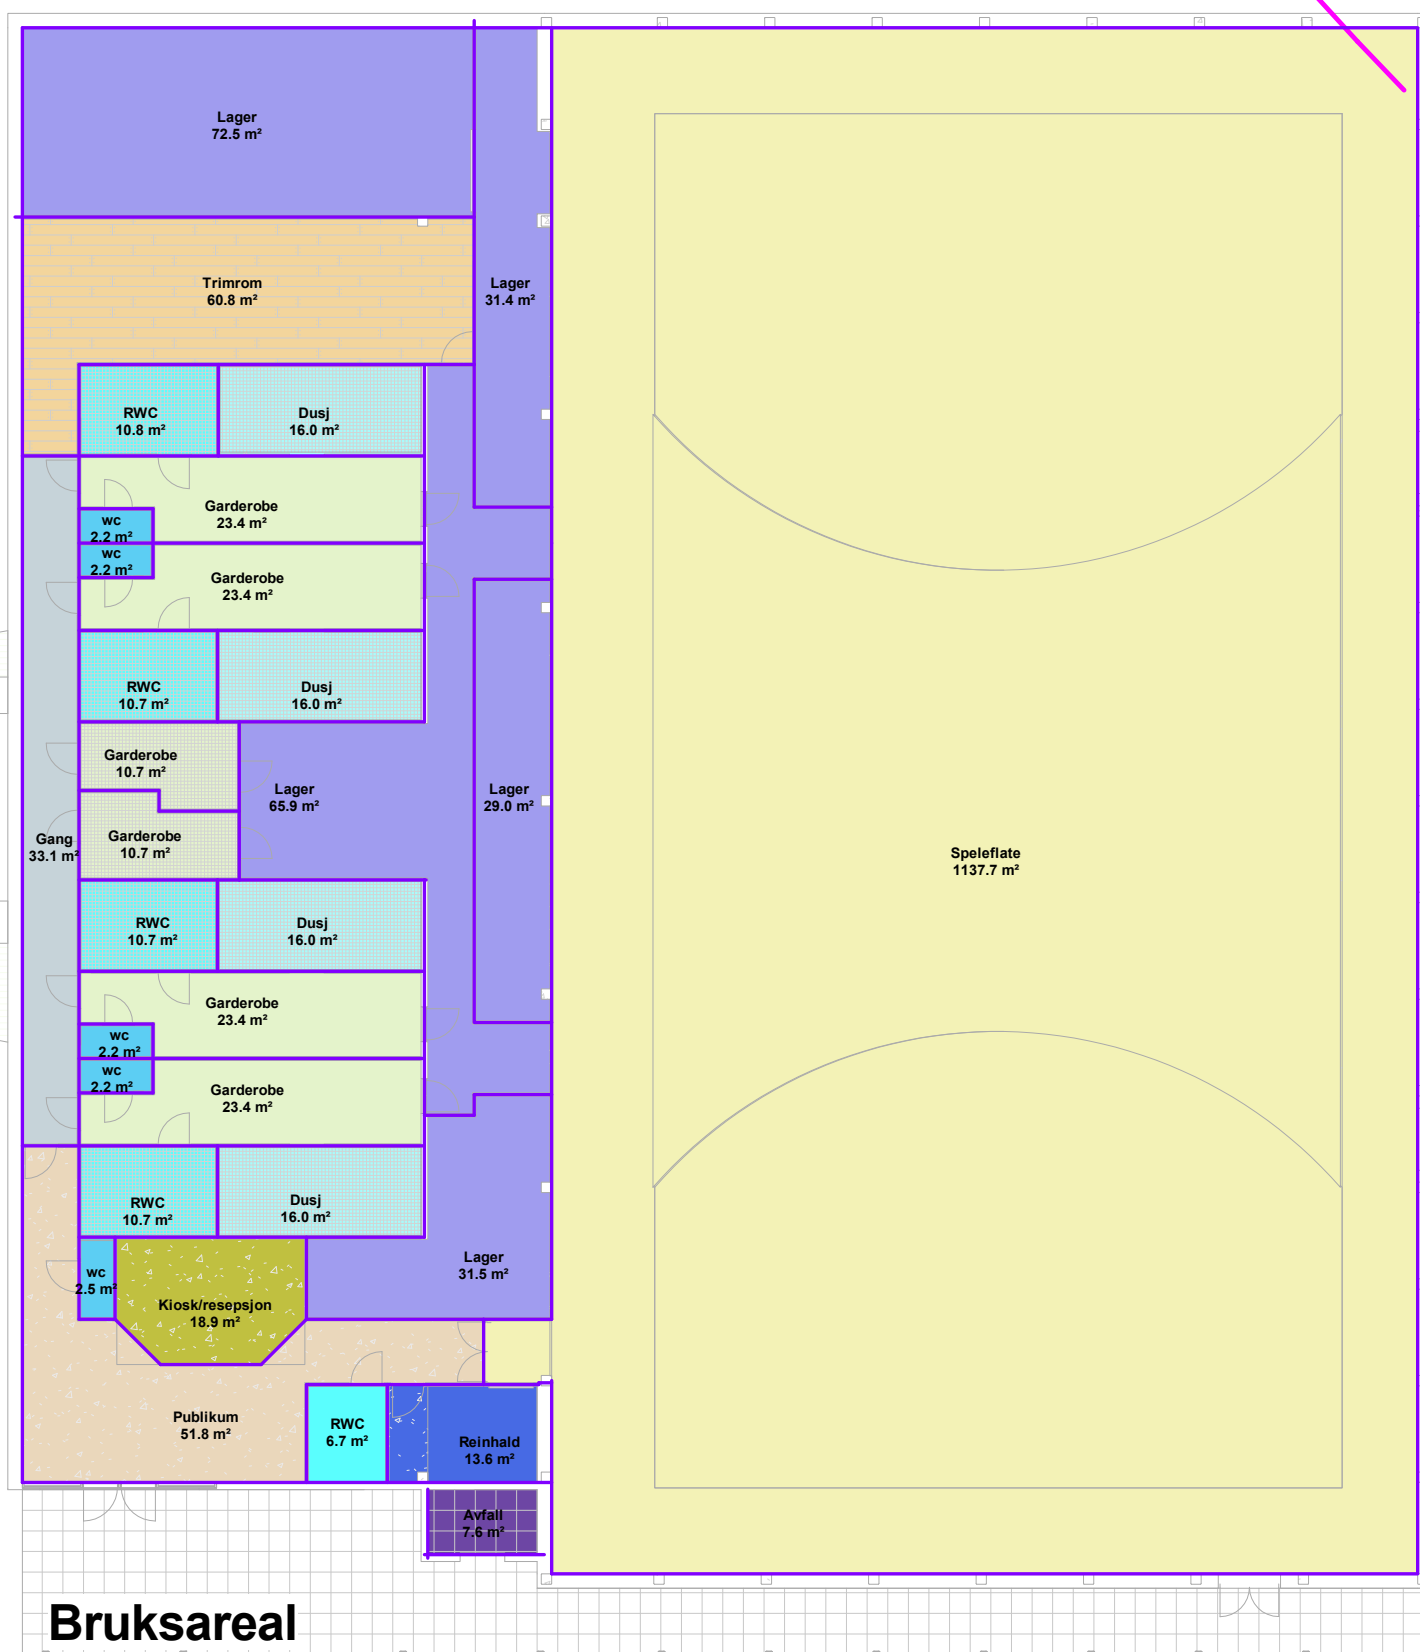 Lager
72.5 m²
Trimrom
60.8 m²
Lager
31.4 m²
RWC
10.8 m²
Dusj
16.0 m²
Garderobe
23.4 m²
wc
2.2 m²
wc
2.2 m²
Garderobe
23.4 m²
RWC
10.7 m²
Dusj
16.0 m²
Garderobe
10.7 m²
Lager
65.9 m²
Lager
29.0 m²
Gang
33.1 m²
Garderobe
10.7 m²
Speleflate
1137.7 m²
RWC
10.7 m²
Dusj
16.0 m²
Garderobe
23.4 m²
wc
2.2 m²
wc
2.2 m²
Garderobe
23.4 m²
RWC
10.7 m²
Dusj
16.0 m²
Lager
31.5 m²
wc
2.5 m²
Kiosk/resepsjon
18.9 m²
Publikum
51.8 m²
RWC
6.7 m²
Reinhald
13.6 m²
Avfall
7.6 m²
Bruksareal